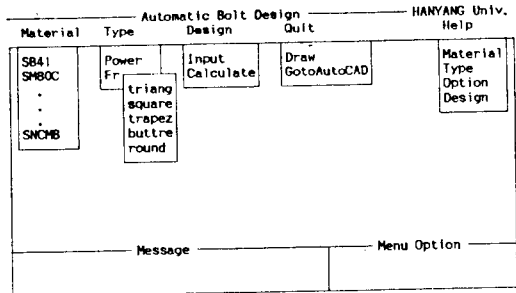 Automatic Bolt Design HANYANG Univ.
Material Type Design Quit Help
SB41
SM80C
.
.
.
SNCMB
Power
Fr
triang
square
trapez
buttre
round
Input
Calculate
Draw
GotoAutoCAD
Material
Type
Option
Design
Message Menu Option